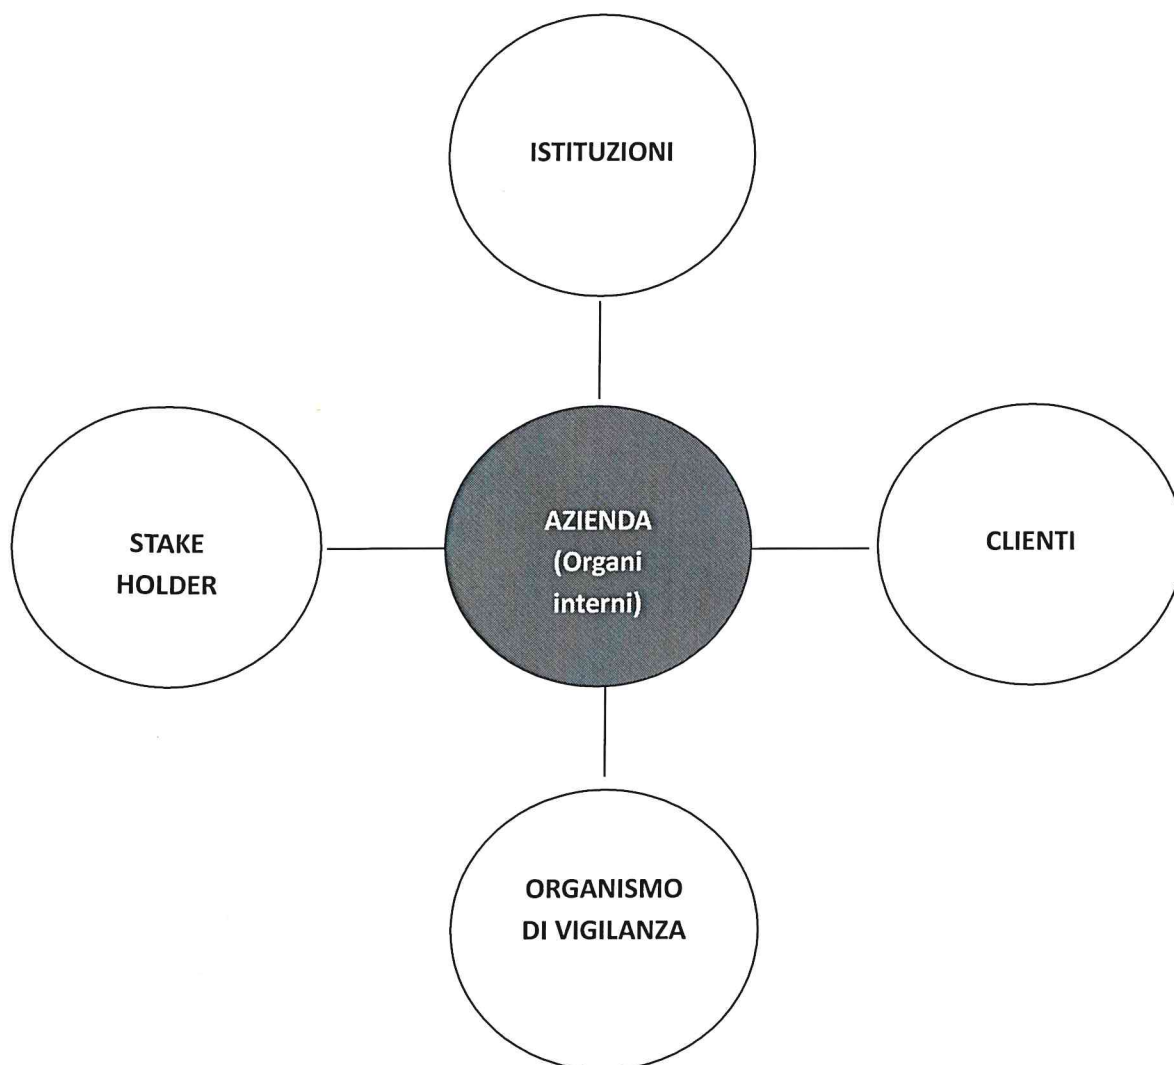 ISTITUZIONI
STAKE
HOLDER
AZIENDA
(Organi
interni)
CLIENTI
ORGANISMO
DI VIGILANZA